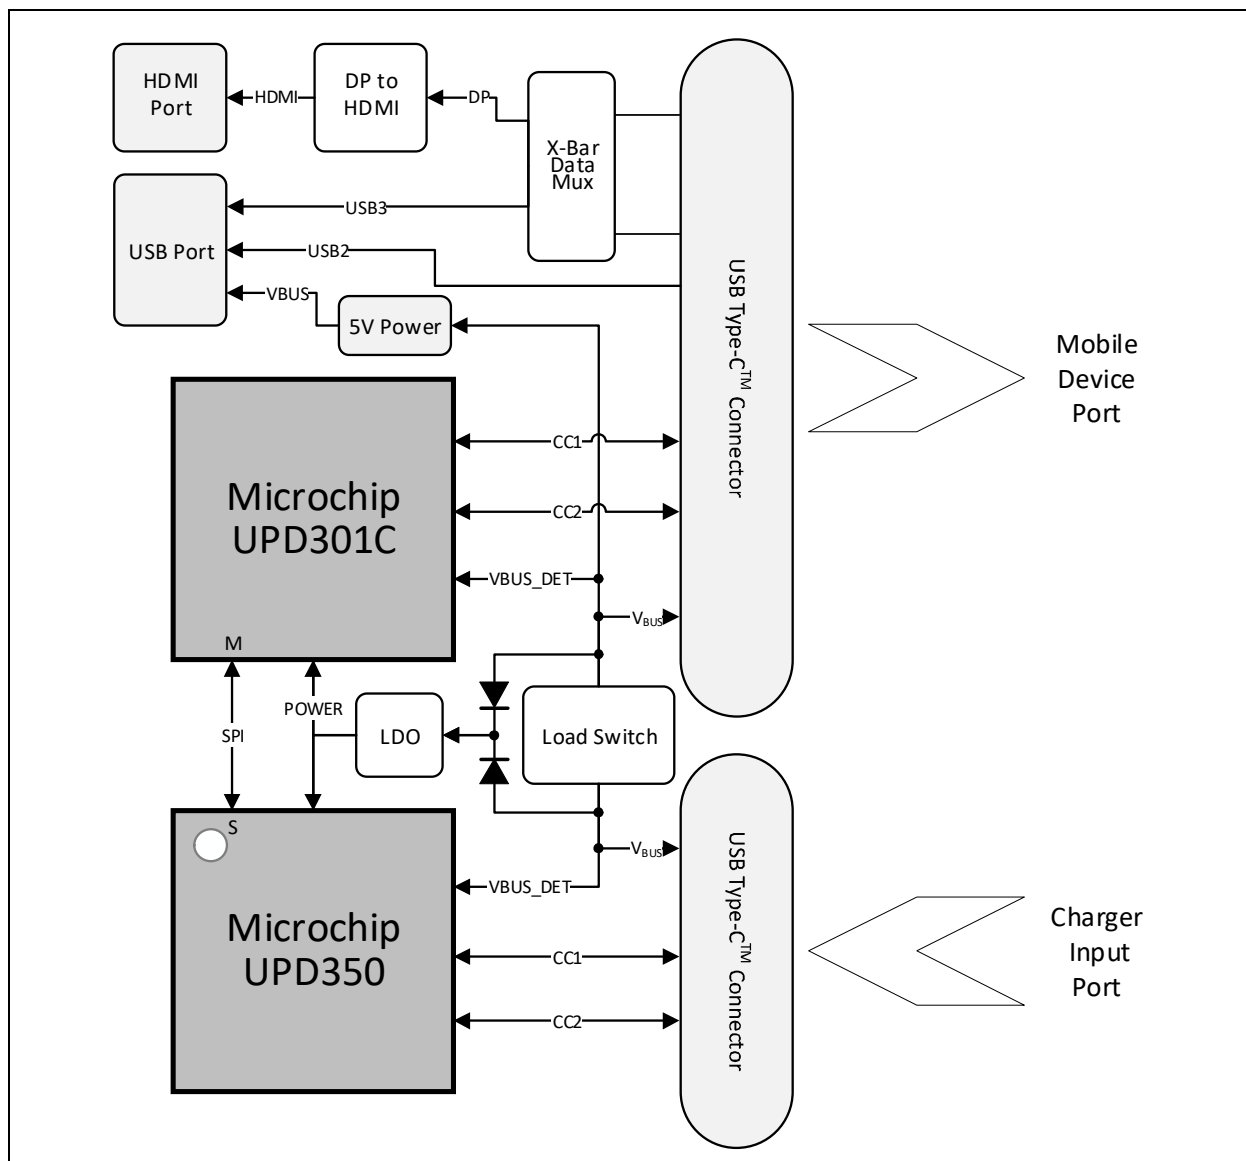 HDMI
Port
HDMI
DP to
HDMI
DP
X-Bar
Data
Mux
USB Port
USB3
USB2
VBUS
5V Power
USB Type-C™ Connector
Mobile
Device
Port
Microchip
UPD301C
CC1
CC2
VBUS_DET
VBUS
M
SPI
POWER
LDO
Load Switch
S
Microchip
UPD350
VBUS
VBUS_DET
CC1
CC2
USB Type-C™ Connector
Charger
Input
Port